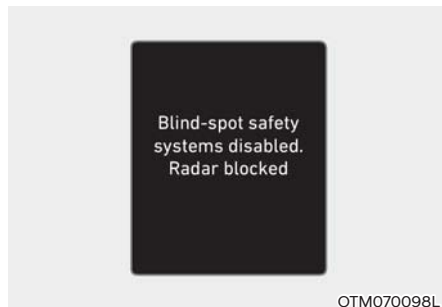 Blind-spot safety
systems disabled.
Radar blocked
OTM070098L